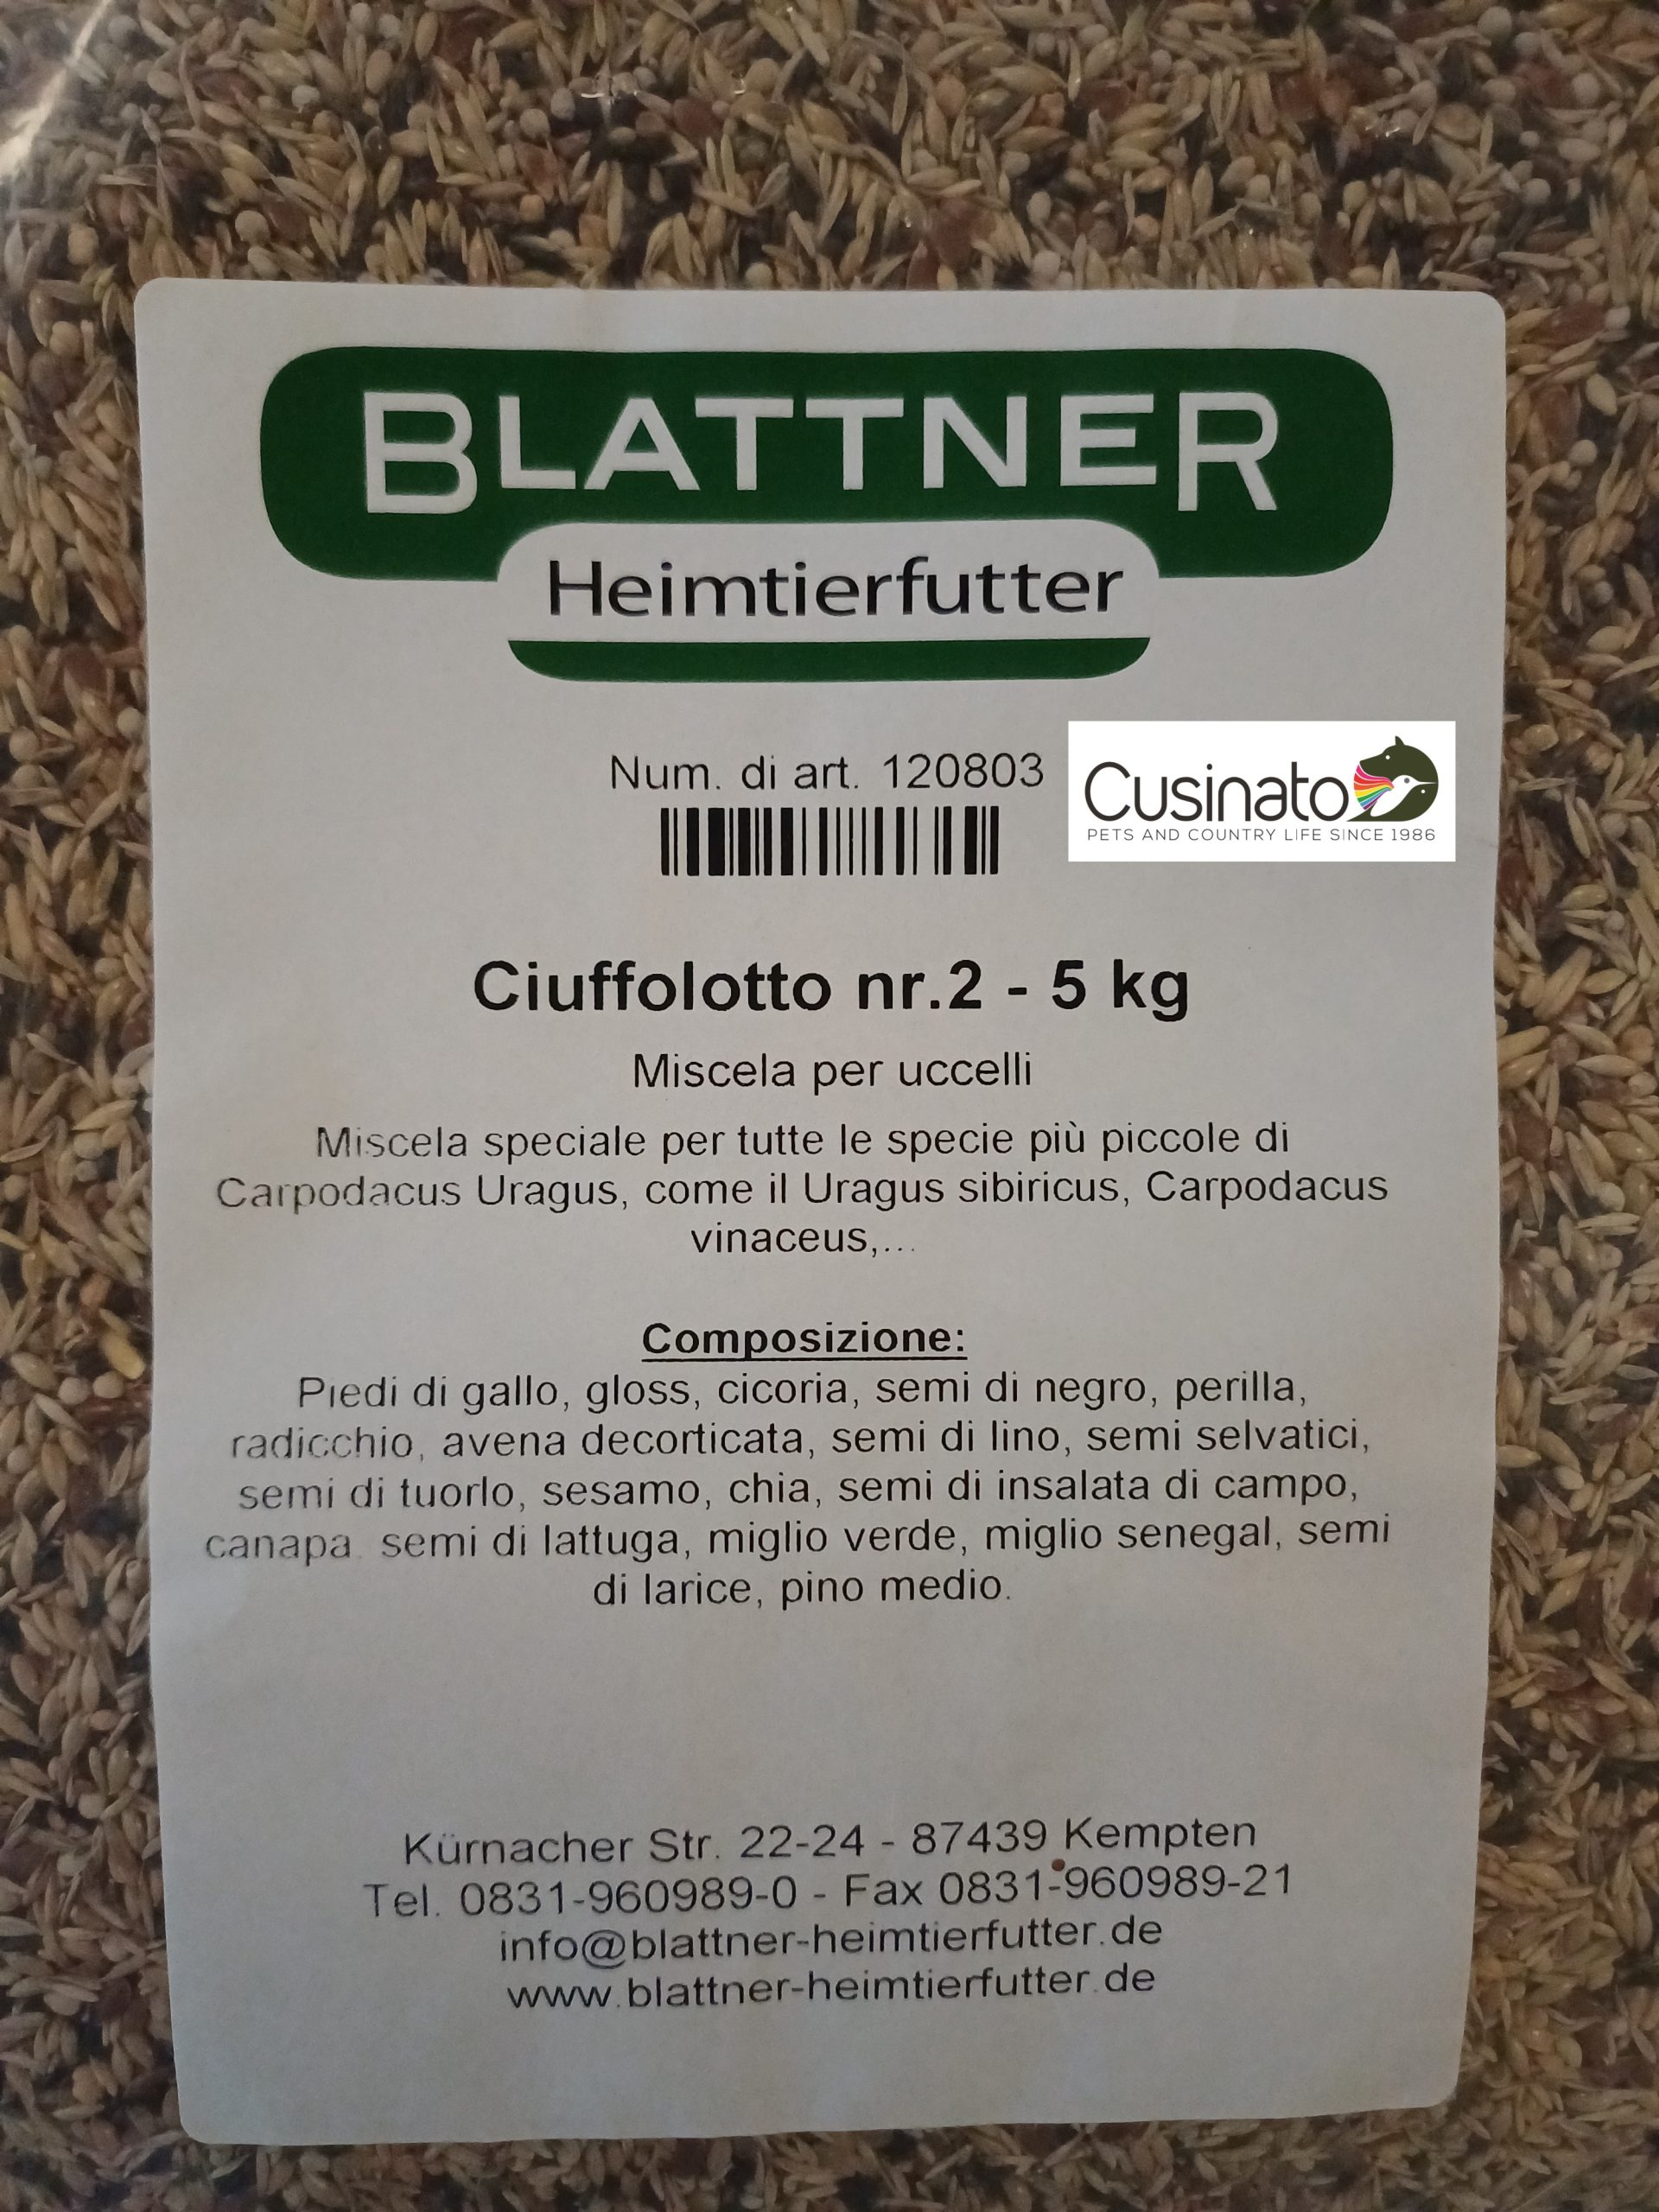 BLATTNER
Heimtierfutter
Num. di art. 120803
Cusinato
PETS AND COUNTRY LIFE SINCE 1986
Ciuffolotto nr.2 - 5 kg
Miscela per uccelli
Miscela speciale per tutte le specie più piccole di
Carpodacus Uragus, come il Uragus sibiricus, Carpodacus
vinaceus,...
Composizione:
Piedi di gallo, gloss, cicoria, semi di negro, perilla,
radicchio, avena decorticata, semi di lino, semi selvatici,
semi di tuorlo, sesamo, chia, semi di insalata di campo,
canapa. semi di lattuga, miglio verde, miglio senegal, semi
di larice, pino medio.
Kürnacher Str. 22-24 - 87439 Kempten
Tel. 0831-960989-0 - Fax 0831-960989-21
info@blattner-heimtierfutter.de
www.blattner-heimtierfutter.de